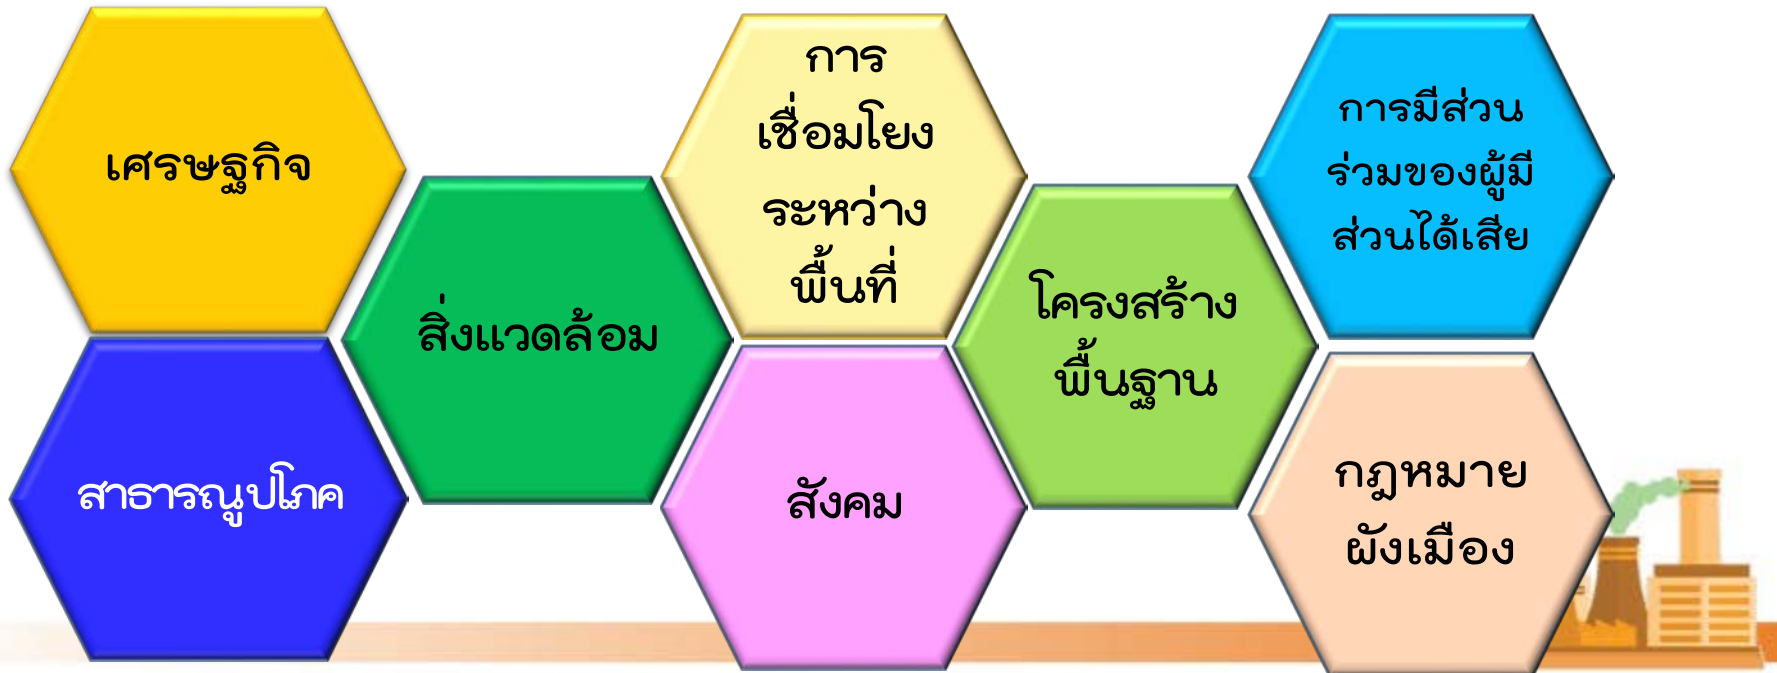 เศรษฐกิจ
สาธารณูปโภค
สิ่งแวดล้อม
การ
เชื่อมโยง
ระหว่าง
พื้นที่
สังคม
โครงสร้าง
พื้นฐาน
การมีส่วน
ร่วมของผู้มี
ส่วนได้เสีย
กฎหมาย
ผังเมือง